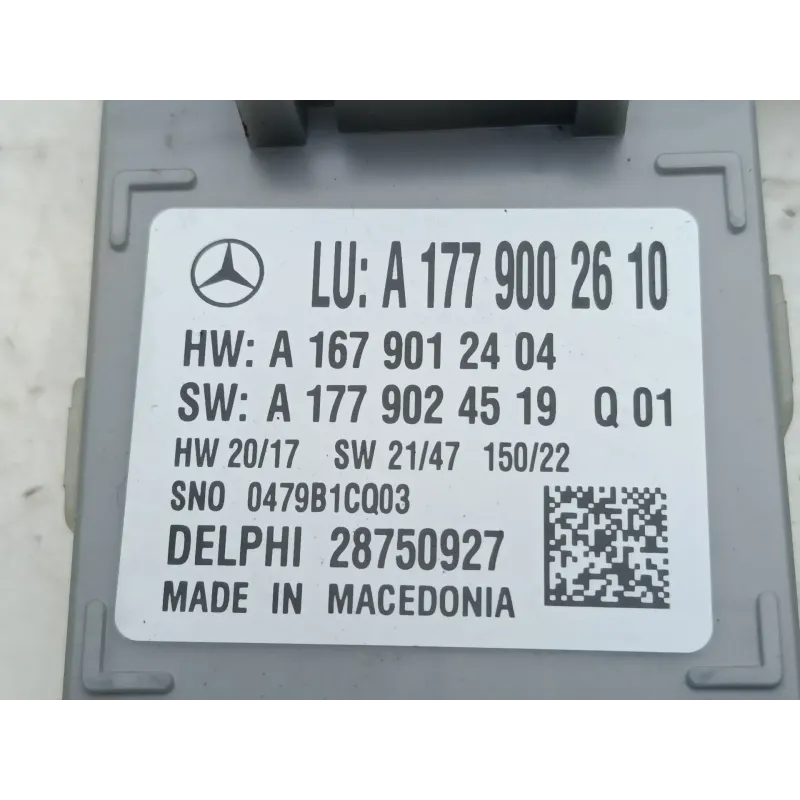 LU: A 177 900 26 10
HW: A 167 901 24 04
SW: A 177 902 45 19 Q 01
HW 20/17 SW 21/47 150/22
SNO 0479B1CQ03
DELPHI 28750927
MADE IN MACEDONIA